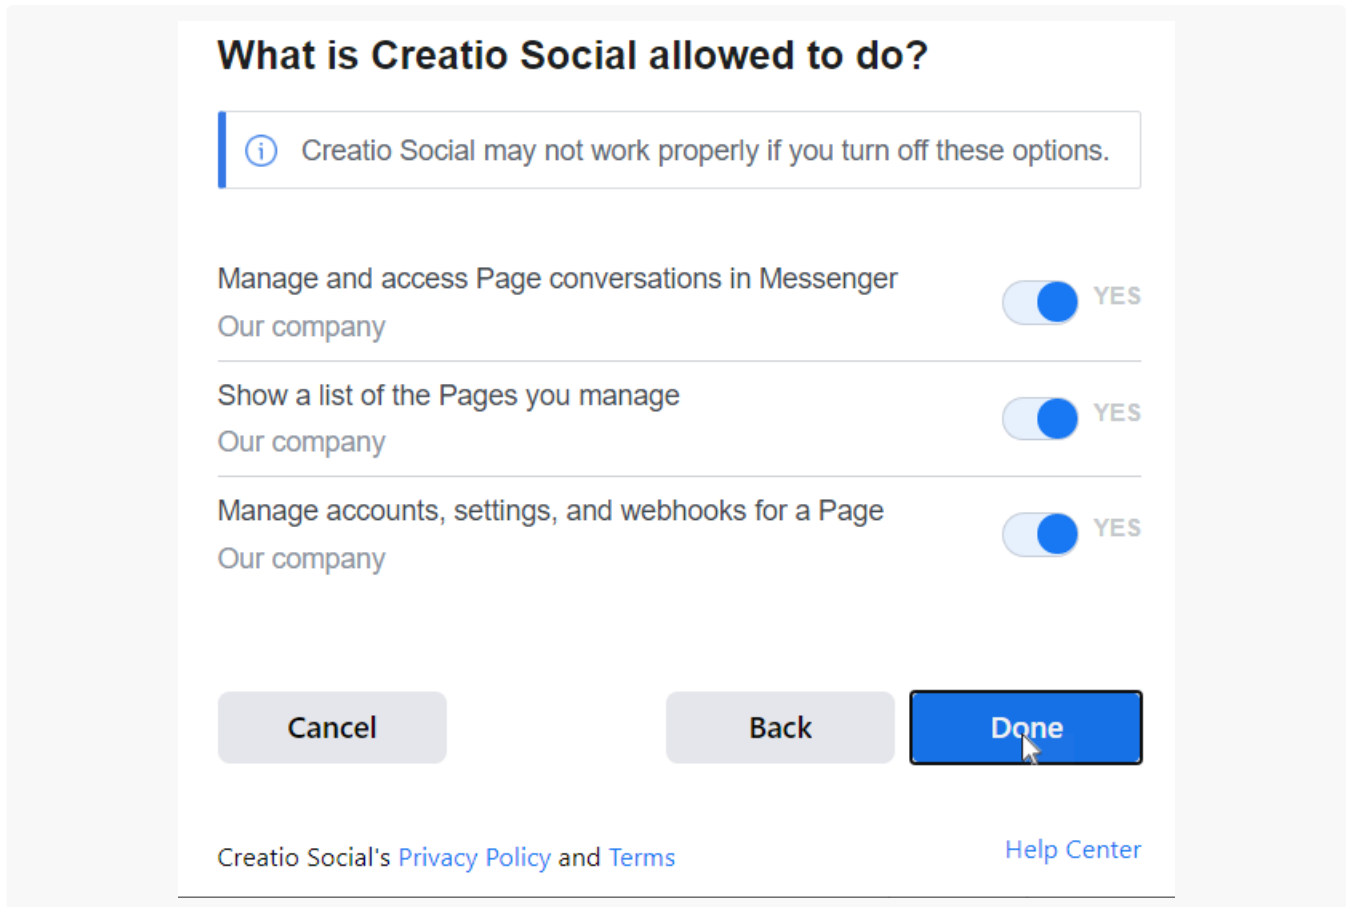 What is Creatio Social allowed to do?
Creatio Social may not work properly if you turn off these options.
Manage and access Page conversations in Messenger
YES
Our company
Show a list of the Pages you manage
YES
Our company
Manage accounts, settings, and webhooks for a Page
YES
Our company
Cancel
Back
Done
Creatio Social's Privacy Policy and Terms
Help Center